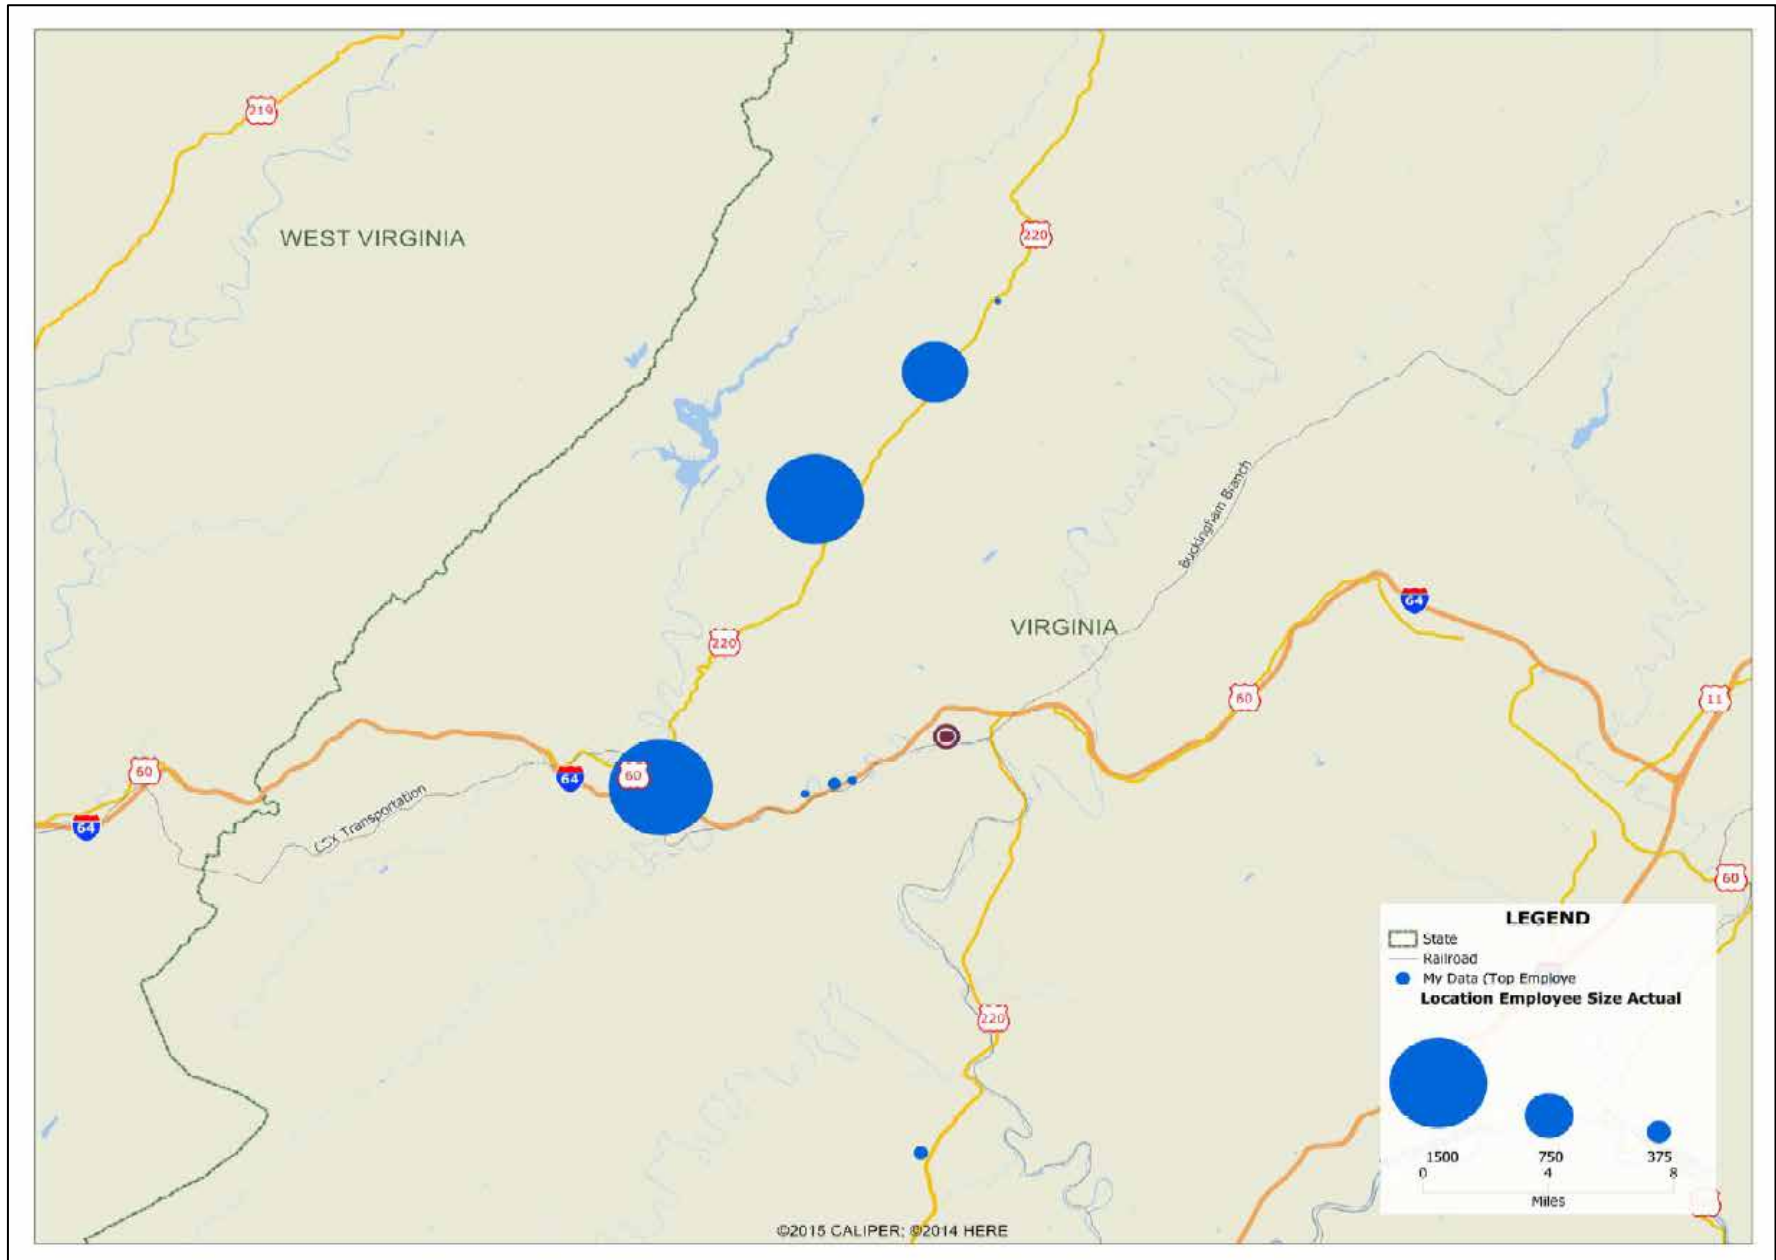 219
WEST VIRGINIA
220
Buckingham Branch
64
VIRGINIA
220
60
11
60
64
60
64
CSX Transportation
60
220
LEGEND
State
Railroad
My Data (Top Employe
Location Employee Size Actual
1500 750 375
0 4 8
Miles
©2015 CALIPER; ©2014 HERE